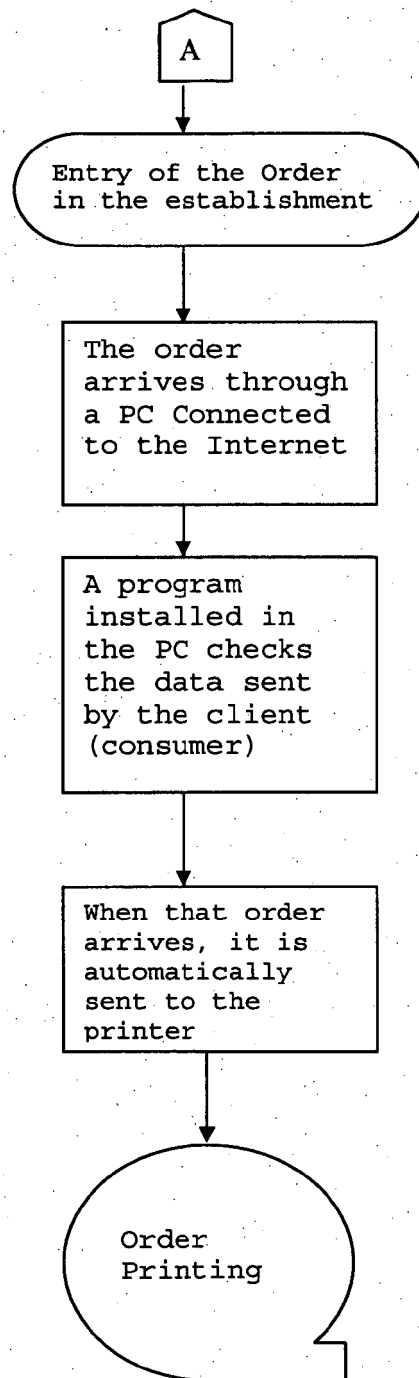 A
Entry of the Order
in the establishment
The order
arrives through
a PC Connected
to the Internet
A program
installed in
the PC checks
the data sent
by the client
(consumer)
When that order
arrives, it is
automatically
sent to the
printer
Order
Printing